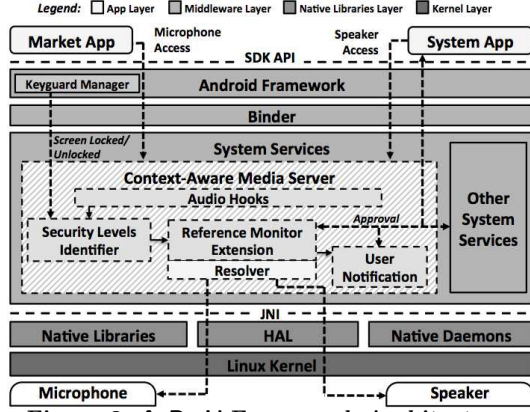 Legend: App Layer Middleware Layer Native Libraries Layer Kernel Layer
Market App
Microphone
Access
Speaker
Access
System App
SDK API
Keyguard Manager
Android Framework
Binder
Screen Locked/
Unlocked
System Services
Context-Aware Media Server
Audio Hooks
Security Levels
Identifier
Reference Monitor
Extension
Resolver
Approval
User
Notification
Other
System
Services
JNI
Native Libraries
HAL
Native Daemons
Linux Kernel
Microphone
Speaker